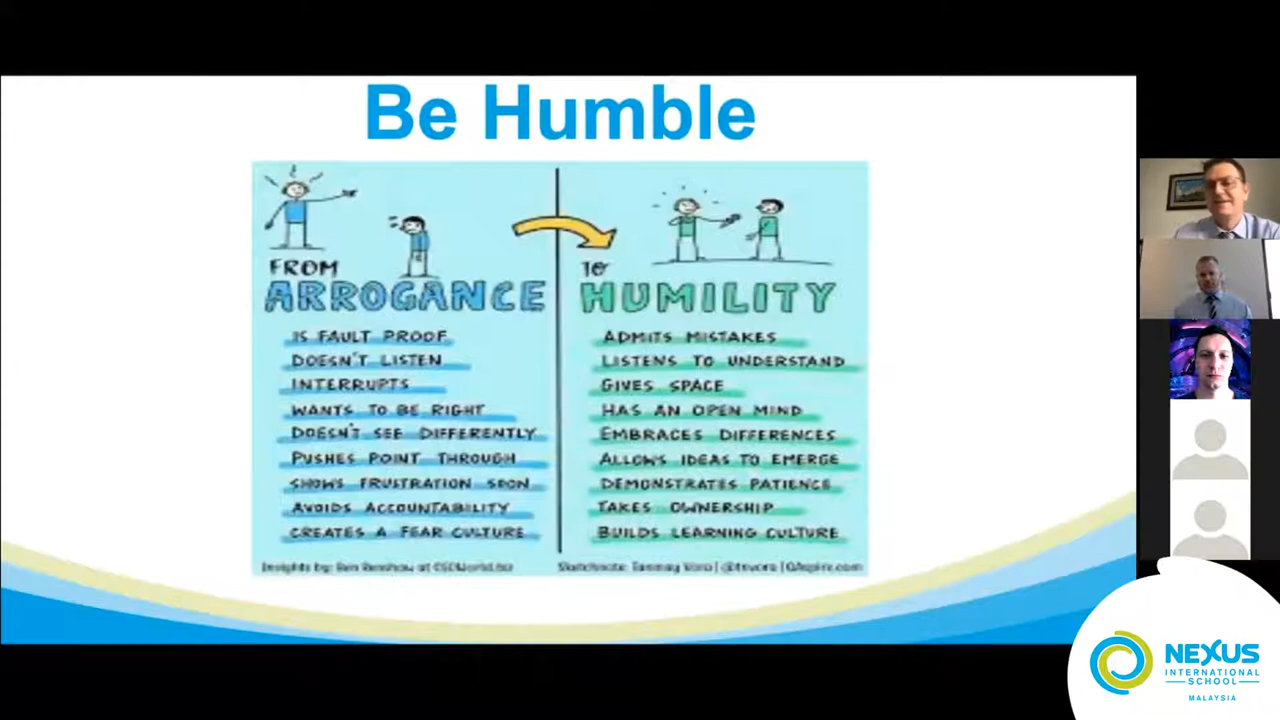 Be Humble
FROM
ARROGANCE
IS FAULT PROOF
DOESN'T LISTEN
INTERRUPTS
WANTS TO BE RIGHT
DOESN'T SEE DIFFERENTLY
PUSHES POINT THROUGH
SHOWS FRUSTRATION SOON
AVOIDS ACCOUNTABILITY
CREATES A FEAR CULTURE
TO
HUMILITY
ADMITS MISTAKES
LISTENS TO UNDERSTAND
GIVES SPACE
HAS AN OPEN MIND
EMBRACES DIFFERENCES
ALLOWS IDEAS TO EMERGE
DEMONSTRATES PATIENCE
TAKES OWNERSHIP
BUILDS LEARNING CULTURE
Insights by: Ben Renshaw at
Sketchnote: Tanmay Vora | @tnvora | QAspire.com
NEXUS
INTERNATIONAL
SCHOOL
MALAYSIA